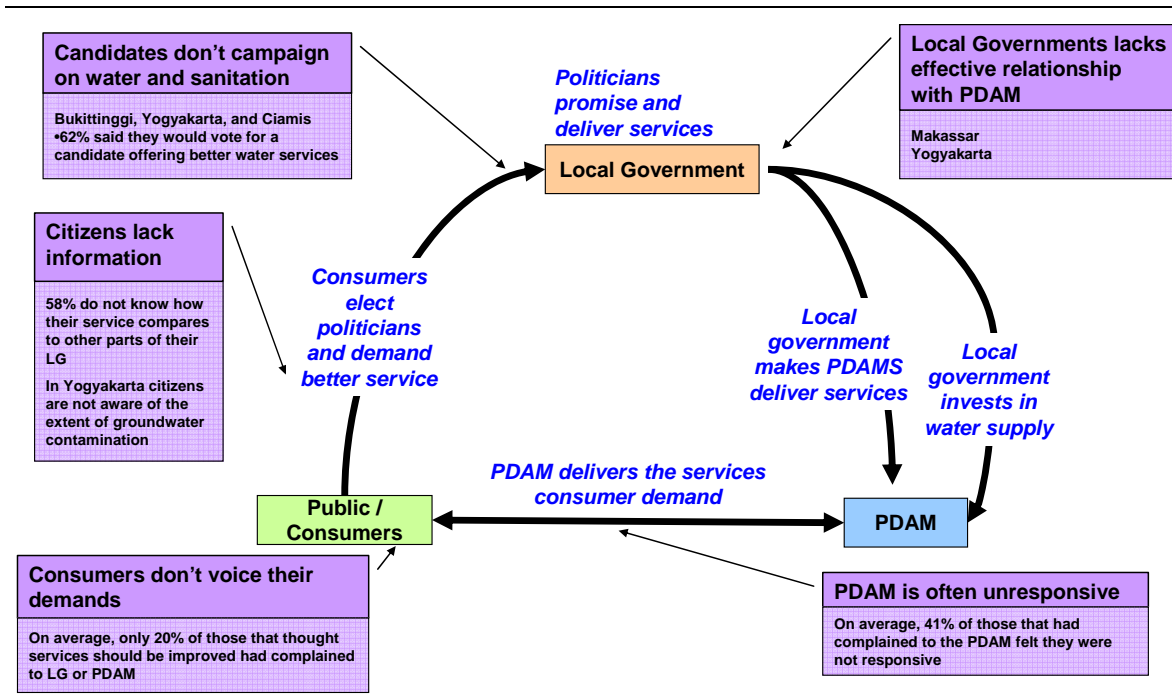 Candidates don't campaign
on water and sanitation
Bukittinggi, Yogyakarta, and Ciamis
•62% said they would vote for a
candidate offering better water services
Politicians
promise and
deliver services
Local Government
Local Governments lacks
effective relationship
with PDAM
Makassar
Yogyakarta
Citizens lack
information
58% do not know how
their service compares
to other parts of their
LG
In Yogyakarta citizens
are not aware of the
extent of groundwater
contamination
Consumers
elect
politicians
and demand
better service
Local
government
makes PDAMS
deliver services
Local
government
invests in
water supply
PDAM delivers the services
consumer demand
Public /
Consumers
PDAM
Consumers don't voice their
demands
On average, only 20% of those that thought
services should be improved had complained
to LG or PDAM
PDAM is often unresponsive
On average, 41% of those that had
complained to the PDAM felt they were
not responsive